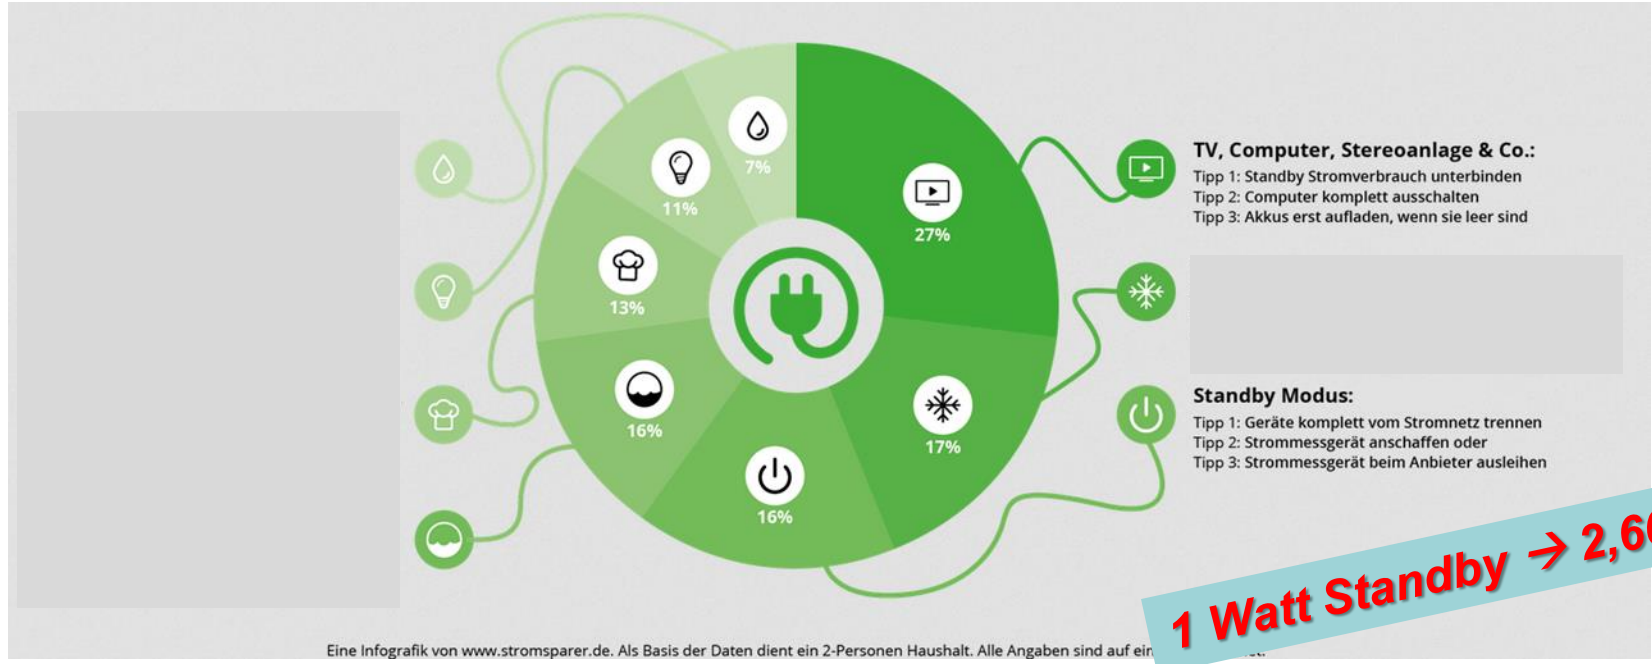 7%
11%
27%
13%
16%
17%
16%
TV, Computer, Stereoanlage & Co.:
Tipp 1: Standby Stromverbrauch unterbinden
Tipp 2: Computer komplett ausschalten
Tipp 3: Akkus erst aufladen, wenn sie leer sind
Standby Modus:
Tipp 1: Geräte komplett vom Stromnetz trennen
Tipp 2: Strommessgerät anschaffen oder
Tipp 3: Strommessgerät beim Anbieter ausleihen
1 Watt Standby → 2,6
Eine Infografik von www.stromsparer.de. Als Basis der Daten dient ein 2-Personen Haushalt. Alle Angaben sind auf